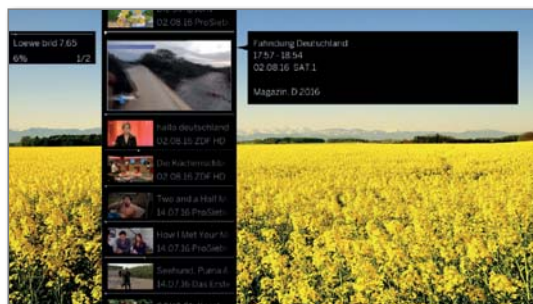 02.08.16 ProSieb
Loewe brid 7,65
6% 1/2
Fahndung Deutschland
17:57 - 18:54
02.08.16 SAT.1
Magazin, D 2016
hallo deutschland
02.08.16 ZDF HD
Die Küchenschla
02.08.16 ZDF HD
Two and a Half M
14.07.16 ProSieb
How I Met Your M
14.07.16 ProSieb
Seehund, Puma &
14.07.16 Das Erste